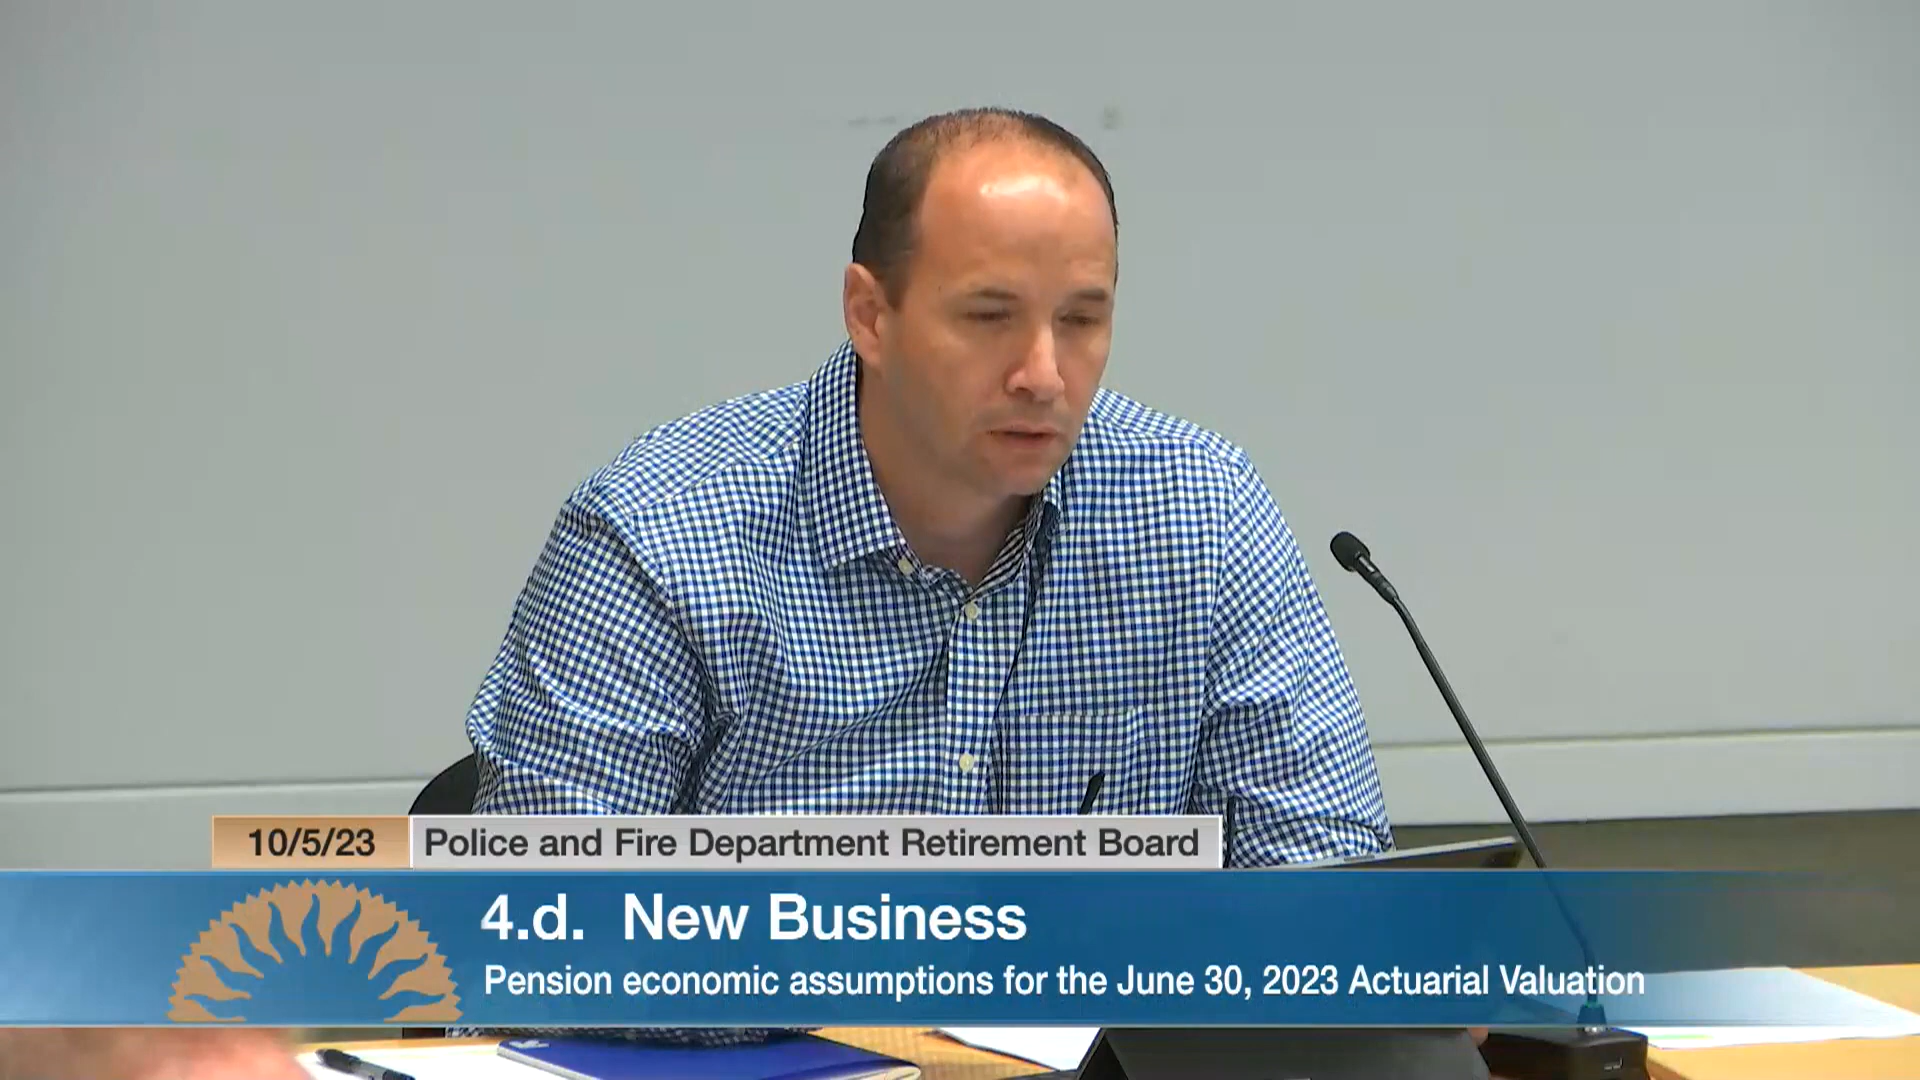 10/5/23 Police and Fire Department Retirement Board
4.d. New Business
Pension economic assumptions for the June 30, 2023 Actuarial Valuation